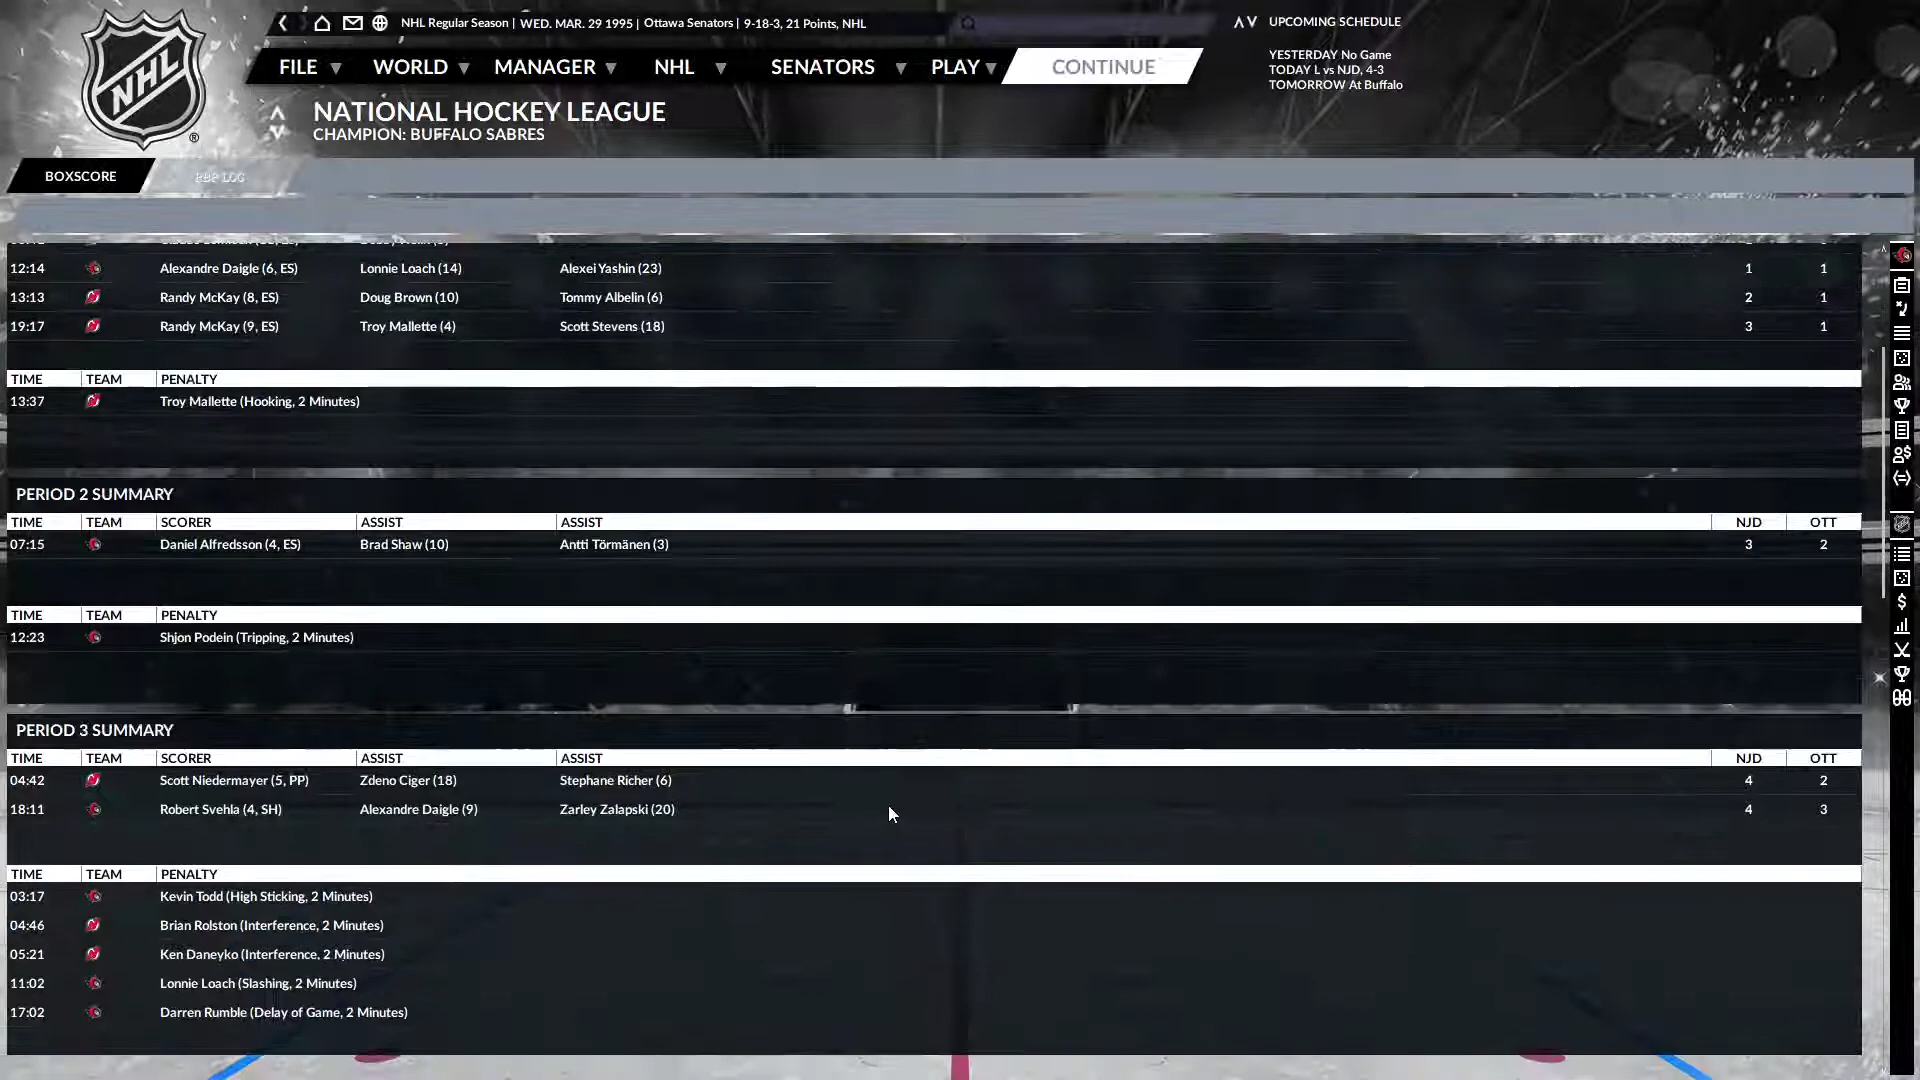 NHL Regular Season | WED. MAR. 29 1995 | Ottawa Senators | 9-18-3, 21 Points, NHL
UPCOMING SCHEDULE
YESTERDAY No Game
TODAY L vs NJD, 4-3
TOMORROW At Buffalo
FILE WORLD MANAGER NHL SENATORS PLAY CONTINUE
NHL
NATIONAL HOCKEY LEAGUE
CHAMPION: BUFFALO SABRES
BOXSCORE PBP LOG
12:14 Alexandre Daigle (6, ES) Lonnie Loach (14) Alexei Yashin (23) 1 1
13:13 Randy McKay (8, ES) Doug Brown (10) Tommy Albelin (6) 2 1
19:17 Randy McKay (9, ES) Troy Mallette (4) Scott Stevens (18) 3 1
TIME TEAM PENALTY
13:37 Troy Mallette (Hooking, 2 Minutes)
PERIOD 2 SUMMARY
TIME TEAM SCORER ASSIST ASSIST NJD OTT
07:15 Daniel Alfredsson (4, ES) Brad Shaw (10) Antti Törmänen (3) 3 2
TIME TEAM PENALTY
12:23 Shjon Podein (Tripping, 2 Minutes)
PERIOD 3 SUMMARY
TIME TEAM SCORER ASSIST ASSIST NJD OTT
04:42 Scott Niedermayer (5, PP) Zdeno Ciger (18) Stephane Richer (6) 4 2
18:11 Robert Svehla (4, SH) Alexandre Daigle (9) Zarley Zalapski (20) 4 3
TIME TEAM PENALTY
03:17 Kevin Todd (High Sticking, 2 Minutes)
04:46 Brian Rolston (Interference, 2 Minutes)
05:21 Ken Daneyko (Interference, 2 Minutes)
11:02 Lonnie Loach (Slashing, 2 Minutes)
17:02 Darren Rumble (Delay of Game, 2 Minutes)